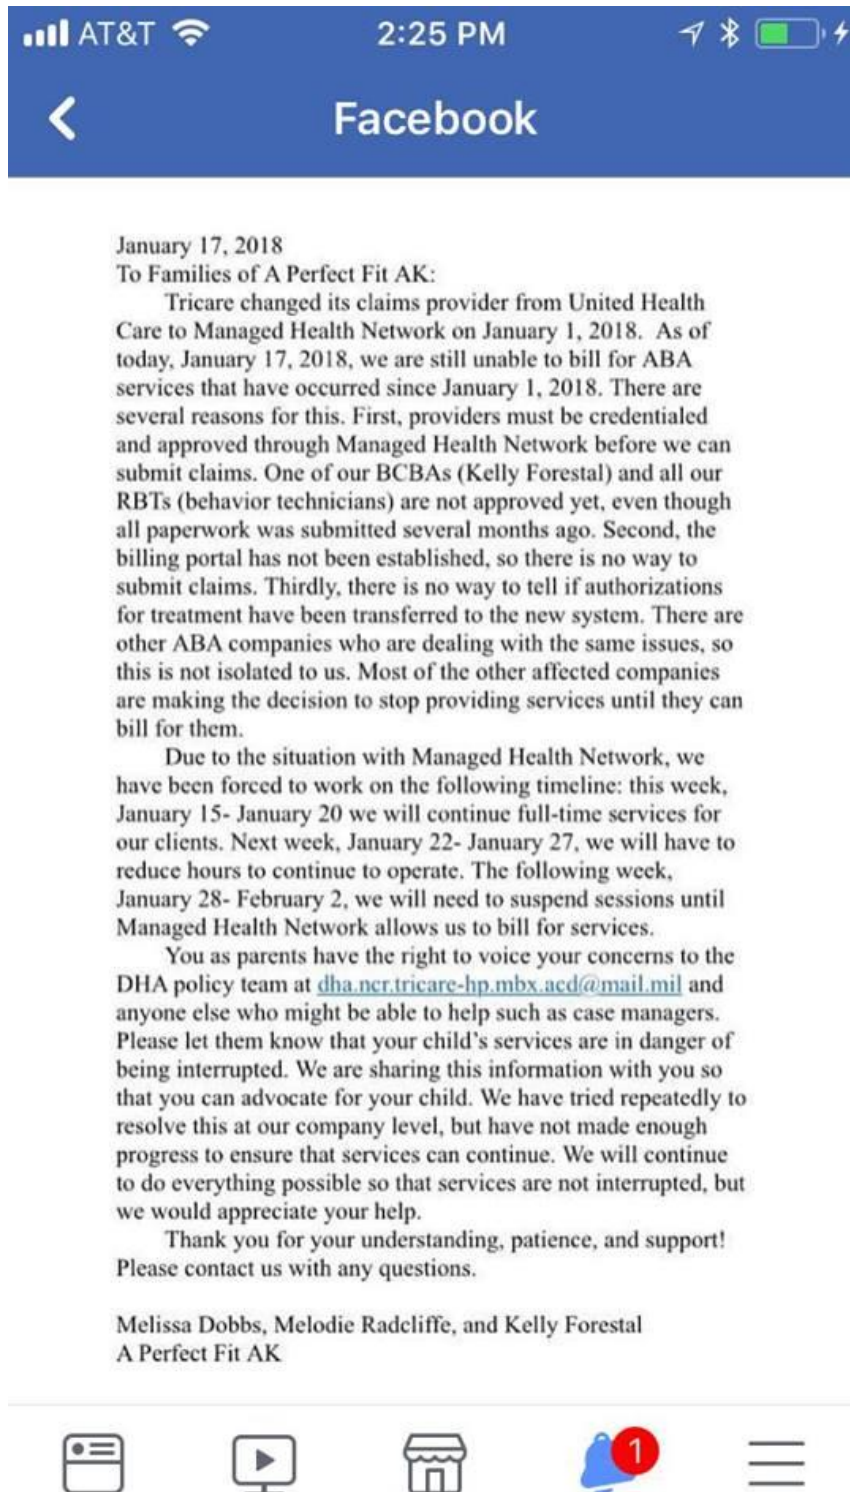 AT&T 2:25 PM
Facebook
January 17, 2018
To Families of A Perfect Fit AK:
Tricare changed its claims provider from United Health
Care to Managed Health Network on January 1, 2018.  As of
today, January 17, 2018, we are still unable to bill for ABA
services that have occurred since January 1, 2018. There are
several reasons for this. First, providers must be credentialed
and approved through Managed Health Network before we can
submit claims. One of our BCBAs (Kelly Forestal) and all our
RBTs (behavior technicians) are not approved yet, even though
all paperwork was submitted several months ago. Second, the
billing portal has not been established, so there is no way to
submit claims. Thirdly, there is no way to tell if authorizations
for treatment have been transferred to the new system. There are
other ABA companies who are dealing with the same issues, so
this is not isolated to us. Most of the other affected companies
are making the decision to stop providing services until they can
bill for them.
Due to the situation with Managed Health Network, we
have been forced to work on the following timeline: this week,
January 15- January 20 we will continue full-time services for
our clients. Next week, January 22- January 27, we will have to
reduce hours to continue to operate. The following week,
January 28- February 2, we will need to suspend sessions until
Managed Health Network allows us to bill for services.
You as parents have the right to voice your concerns to the
DHA policy team at dha.ncr.tricare-hp.mbx.acd@mail.mil and
anyone else who might be able to help such as case managers.
Please let them know that your child's services are in danger of
being interrupted. We are sharing this information with you so
that you can advocate for your child. We have tried repeatedly to
resolve this at our company level, but have not made enough
progress to ensure that services can continue. We will continue
to do everything possible so that services are not interrupted, but
we would appreciate your help.
Thank you for your understanding, patience, and support!
Please contact us with any questions.
Melissa Dobbs, Melodie Radcliffe, and Kelly Forestal
A Perfect Fit AK
1